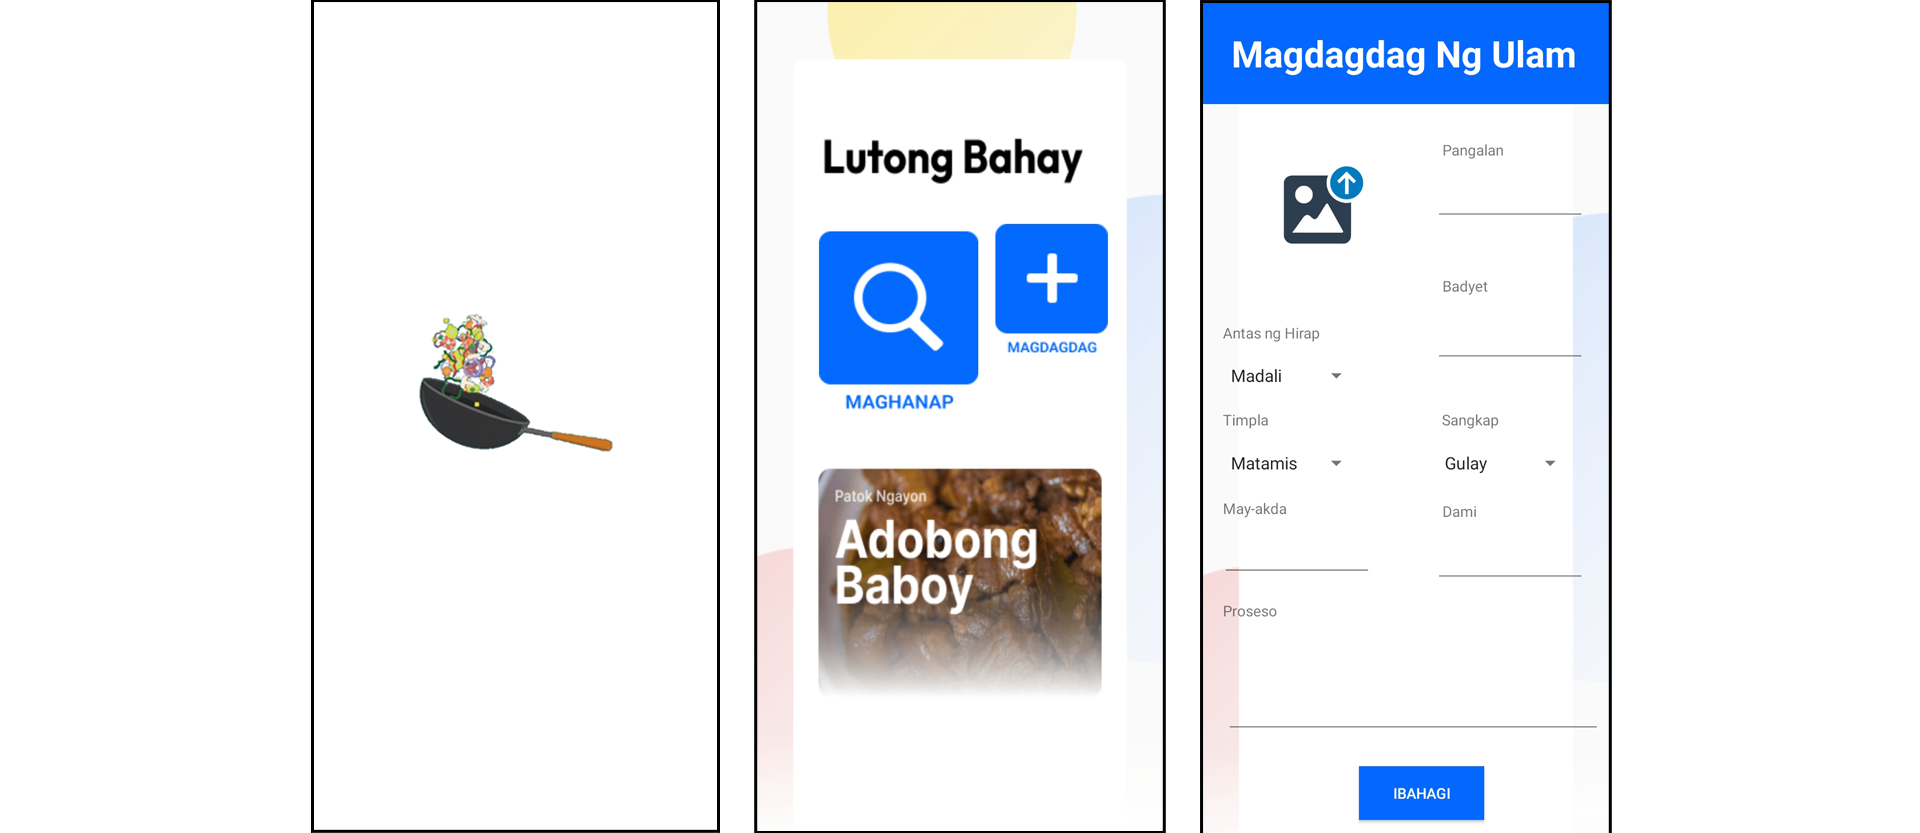 Lutong Bahay
MAGHANAP
MAGDAGDAG
Patok Ngayon
Adobong
Baboy
Magdagdag Ng Ulam
Pangalan
Badyet
Antas ng Hirap
Madali
Timpla
Matamis
Sangkap
Gulay
May-akda
Dami
Proseso
IBAHAGI